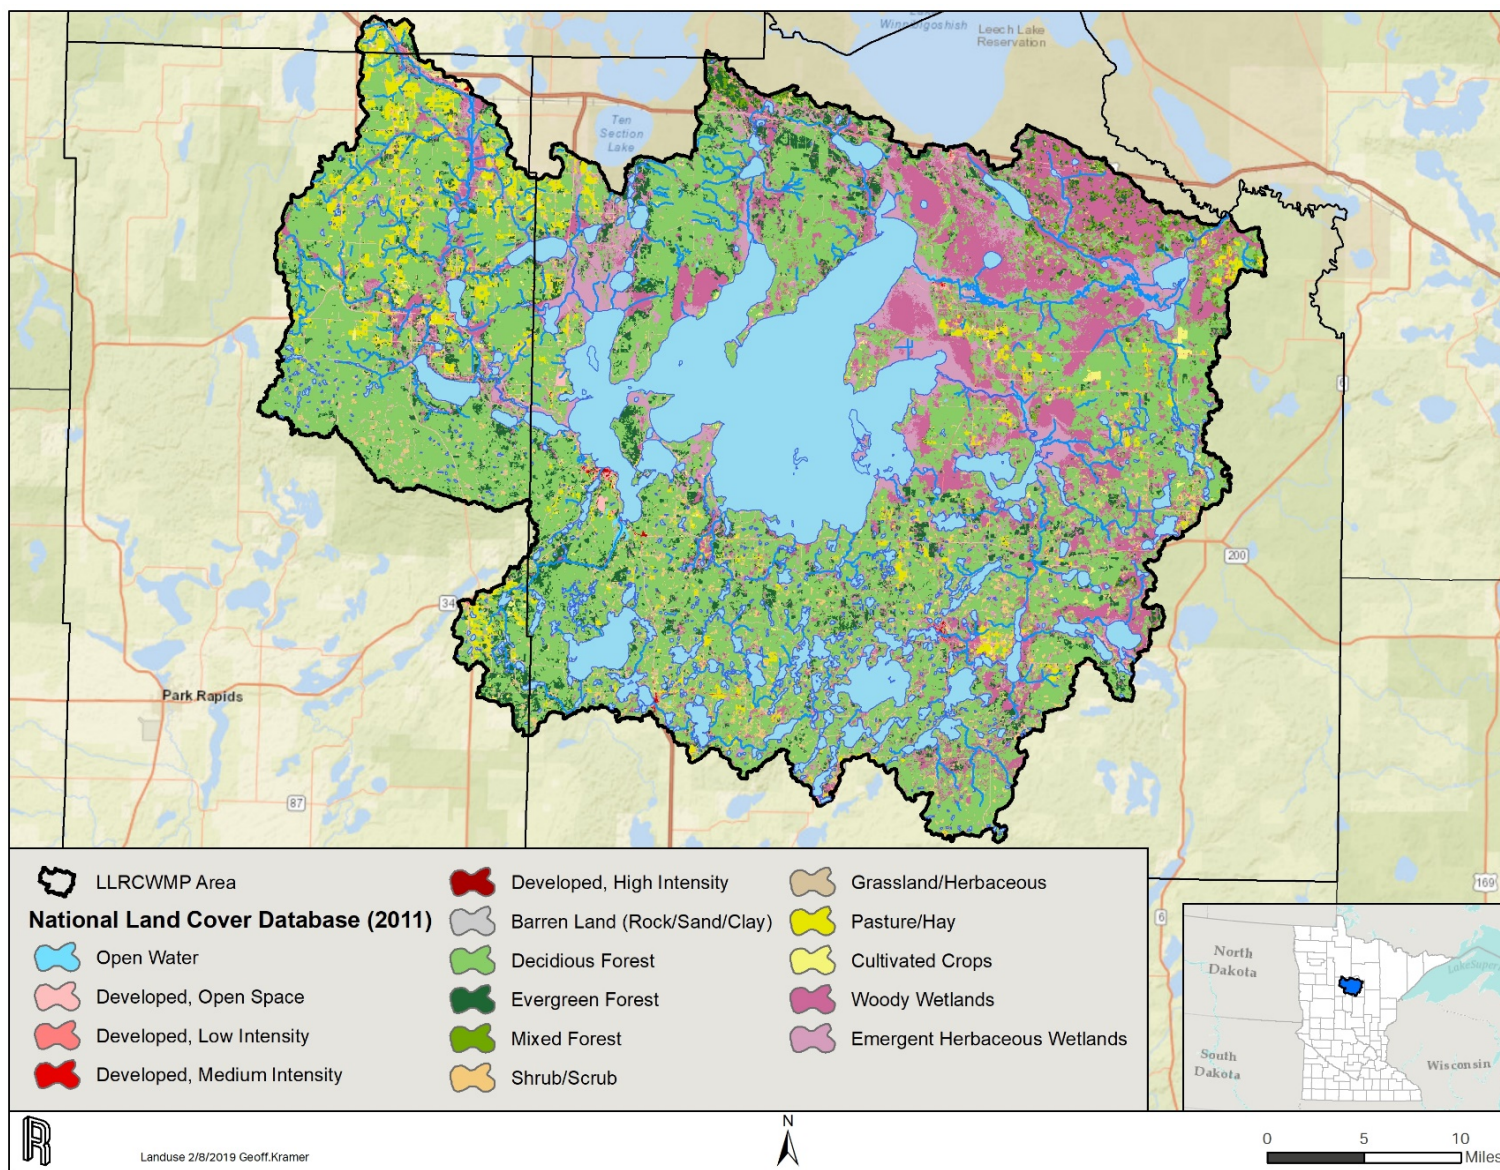 Winnibigoshish
Leech Lake
Reservation
Ten
Section
Lake
6
200
34
Park Rapids
87
169
6
LLRCWMP Area
National Land Cover Database (2011)
Open Water
Developed, Open Space
Developed, Low Intensity
Developed, Medium Intensity
Developed, High Intensity
Barren Land (Rock/Sand/Clay)
Decidious Forest
Evergreen Forest
Mixed Forest
Shrub/Scrub
Grassland/Herbaceous
Pasture/Hay
Cultivated Crops
Woody Wetlands
Emergent Herbaceous Wetlands
North
Dakota
South
Dakota
Wisconsin
Landuse 2/8/2019 Geoff.Kramer
N
0 5 10
Miles